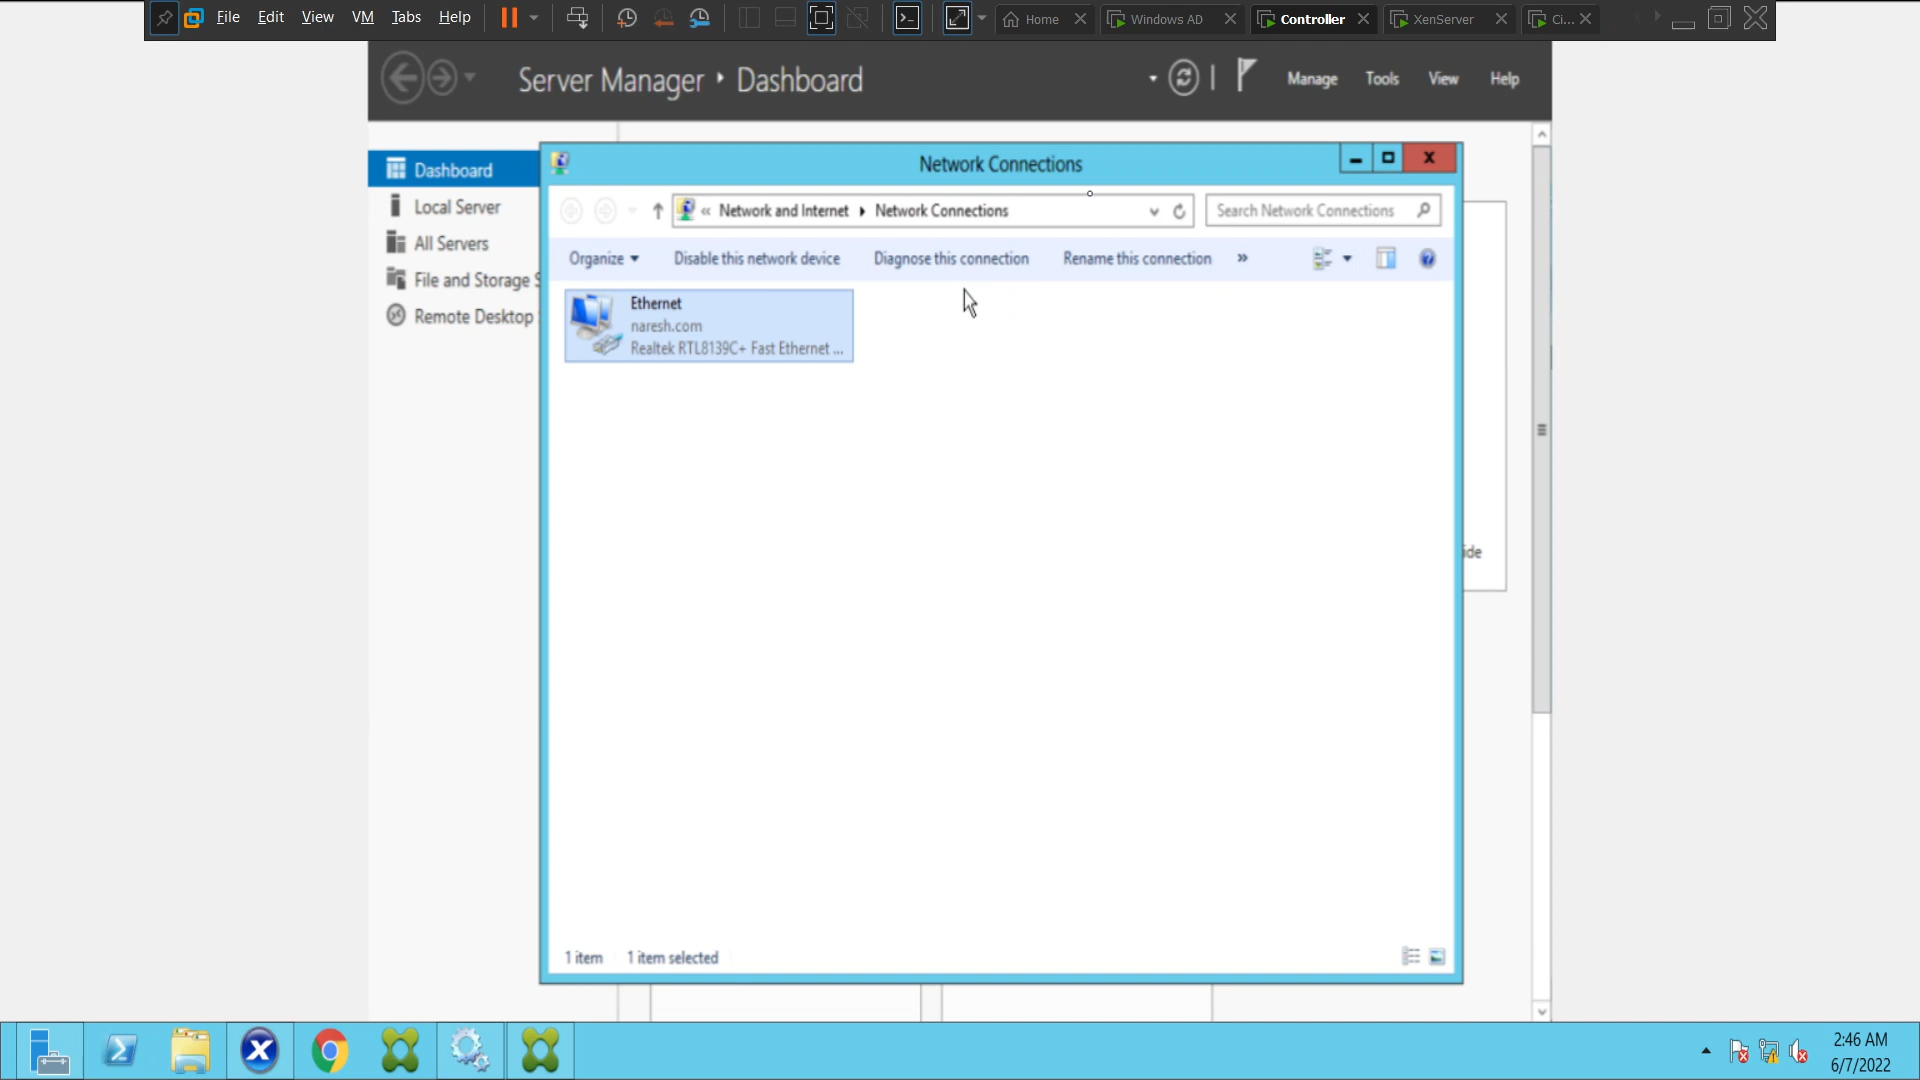 File Edit View VM Tabs Help
Home
Windows AD
Controller
XenServer
Ci...
Server Manager ‣ Dashboard
Manage Tools View Help
Dashboard
Local Server
All Servers
File and Storage S
Remote Desktop
Network Connections
« Network and Internet ▸ Network Connections
Search Network Connections
Organize Disable this network device Diagnose this connection Rename this connection »
Ethernet
naresh.com
Realtek RTL8139C+ Fast Ethernet ...
ide
1 item 1 item selected
2:46 AM
6/7/2022